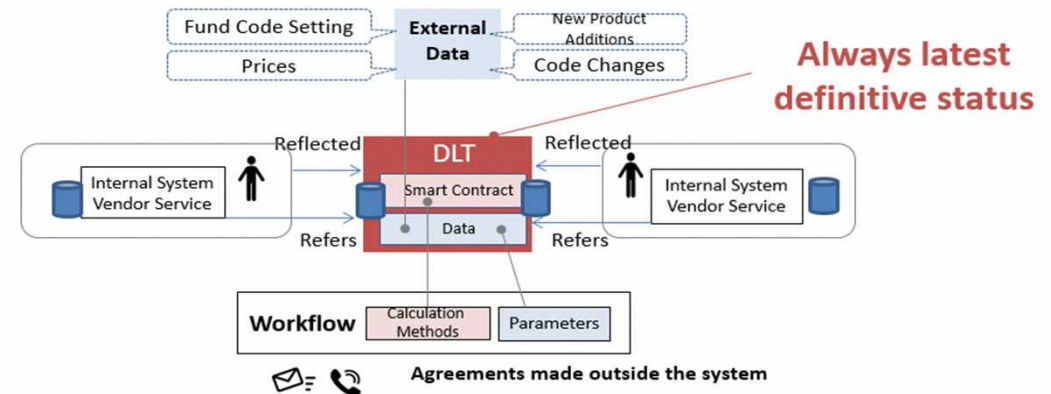 Fund Code Setting
External
Data
New Product
Additions
Prices
Code Changes
Always latest
definitive status
Reflected
DLT
Reflected
Internal System
Vendor Service
Smart Contract
Internal System
Vendor Service
Data
Refers
Refers
Workflow
Calculation
Methods
Parameters
Agreements made outside the system